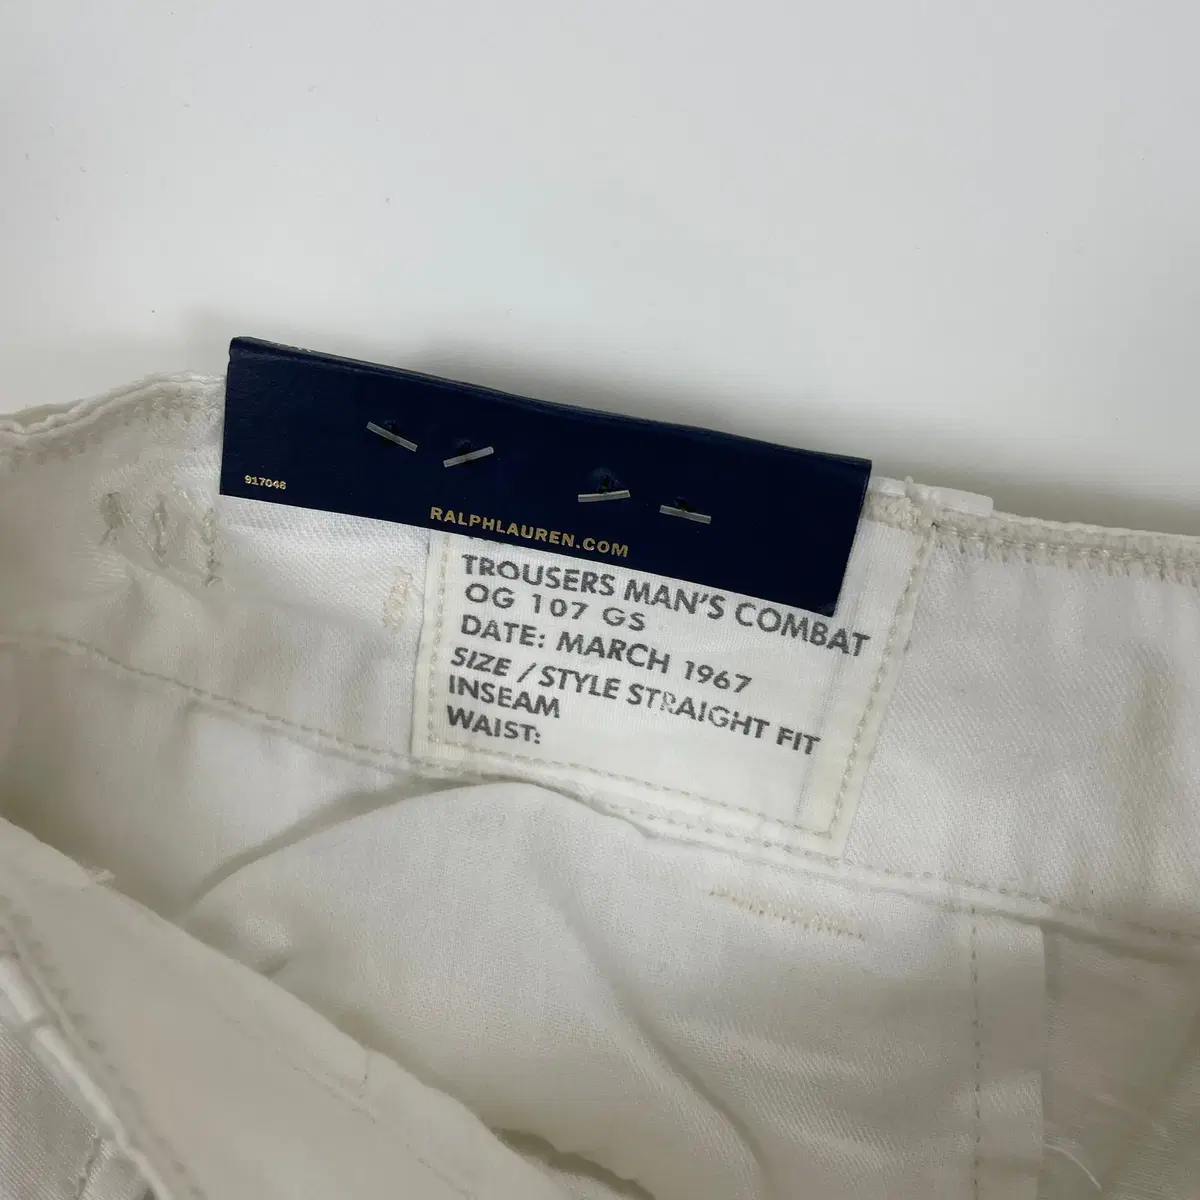 917046
RALPHLAUREN.COM
TROUSERS MAN'S COMBAT
OG 107 GS
DATE: MARCH 1967
SIZE / STYLE STRAIGHT FIT
INSEAM
WAIST: